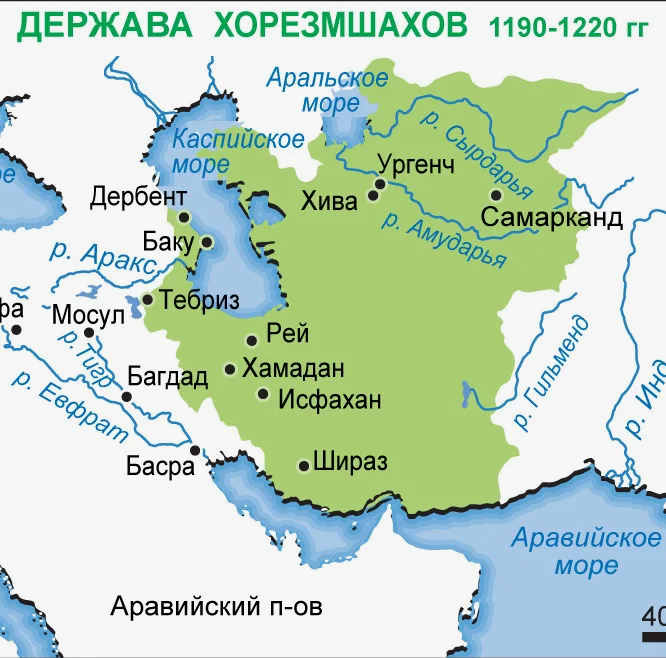 ДЕРЖАВА ХОРЕЗМШАХОВ 1190-1220 гг
Аральское
море
р. Сырдарья
Каспийское
море
ое
Ургенч
Хива
Самарканд
Дербент
р. Амударья
Баку
р. Аракс
Тебриз
фа
Мосул
Рей
р. Тигр
Хамадан
Багдад
р. Гильменд
Исфахан
р. Инд
р. Евфрат
Басра
Шираз
Аравийское
море
Аравийский п-ов
40